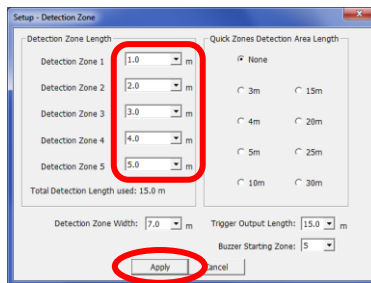 Setup - Detection Zone
Detection Zone Length
Detection Zone 1 1.0 m
Detection Zone 2 2.0 m
Detection Zone 3 3.0 m
Detection Zone 4 4.0 m
Detection Zone 5 5.0 m
Total Detection Length used: 15.0 m
Quick Zones Detection Area Length
None
3m 15m
4m 20m
5m 25m
10m 30m
Detection Zone Width: 7.0 m
Trigger Output Length: 15.0 m
Buzzer Starting Zone: 5
Apply Cancel